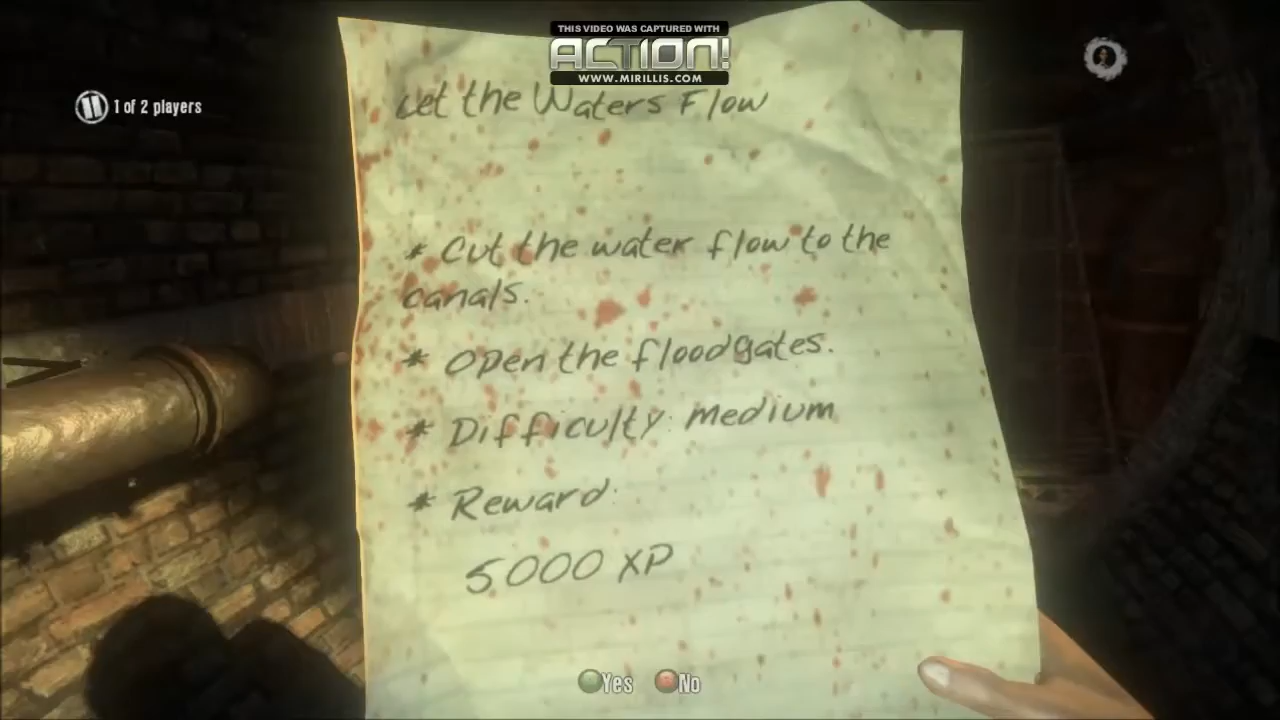 THIS VIDEO WAS CAPTURED WITH
ACTION!
WWW.MIRILLIS.COM
1 of 2 players
Let the Waters Flow
* Cut the water flow to the
canals.
* Open the floodgates.
* Difficulty: medium
* Reward:
5000 XP
Yes No